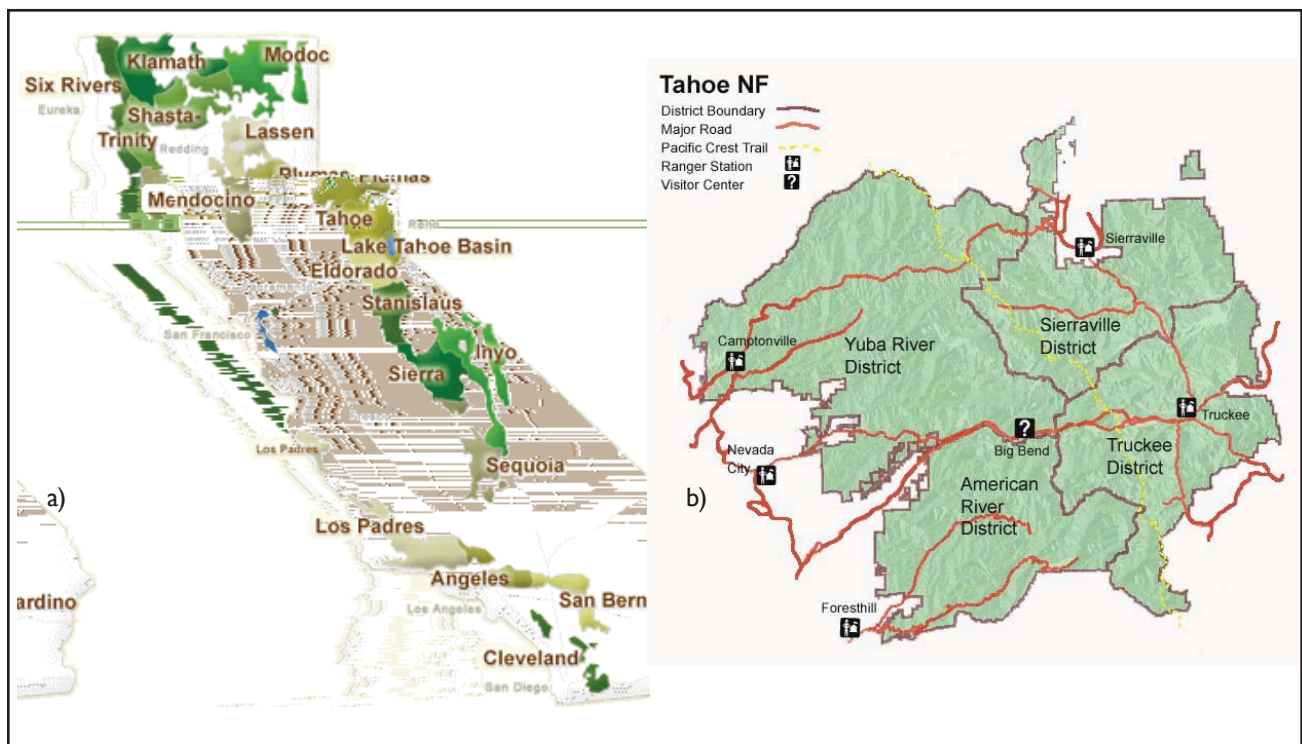 Klamath
Modoc
Six Rivers
Eureka
Shasta-
Trinity
Redding
Lassen
Plumas
Mendocino
Tahoe
Reno
Lake Tahoe Basin
Eldorado
Sacramento
Stanislaus
San Francisco
Inyo
Sierra
Fresno
Los Padres
Sequoia
a)
Los Padres
Angeles
ardino
San Bern
Los Angeles
Cleveland
San Diego
Tahoe NF
District Boundary
Major Road
Pacific Crest Trail
Ranger Station
Visitor Center
?
Sierraville
Sierraville
District
Camptonville
Yuba River
District
Truckee
?
Big Bend
Truckee
District
Nevada
City
b)
American
River
District
Foresthill